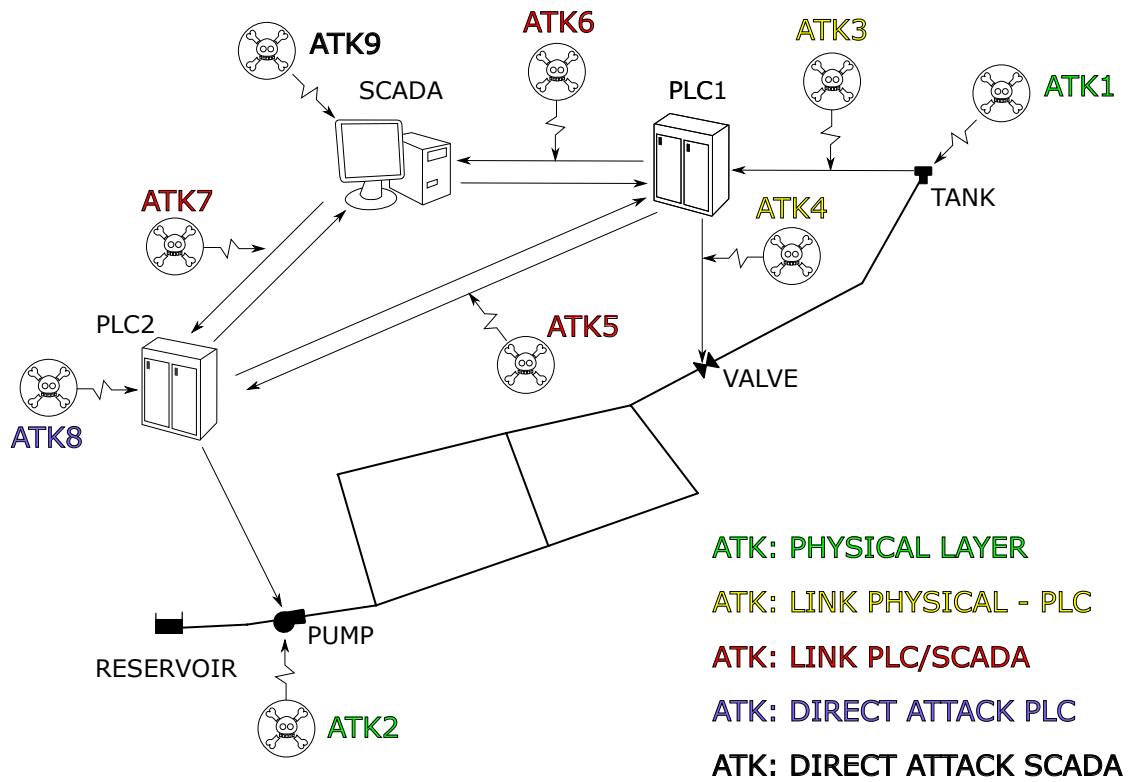 ATK6
ATK3
ATK9
SCADA
PLC1
ATK1
TANK
ATK7
ATK4
PLC2
ATK5
VALVE
ATK8
ATK: PHYSICAL LAYER
ATK: LINK PHYSICAL - PLC
PUMP
RESERVOIR
ATK: LINK PLC/SCADA
ATK2
ATK: DIRECT ATTACK PLC
ATK: DIRECT ATTACK SCADA